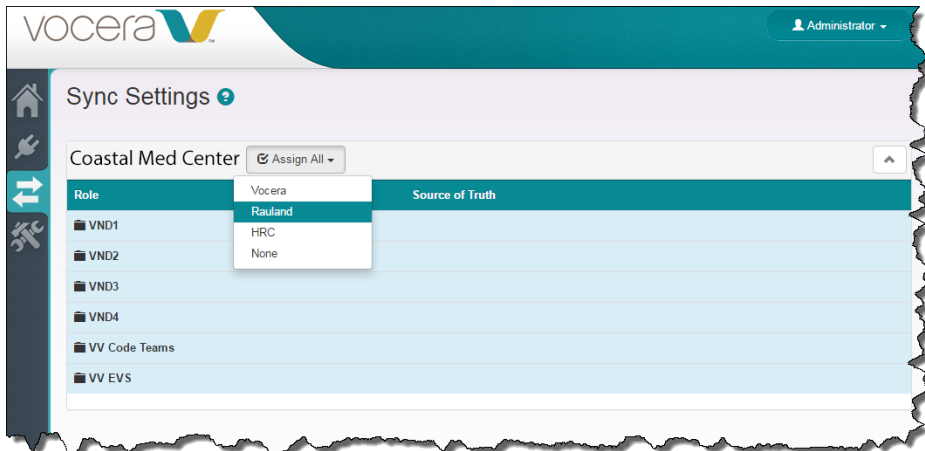 vocera
Administrator
Sync Settings
Coastal Med Center Assign All
Role Source of Truth
Vocera
Rauland
HRC
None
VND1
VND2
VND3
VND4
VV Code Teams
VV EVS